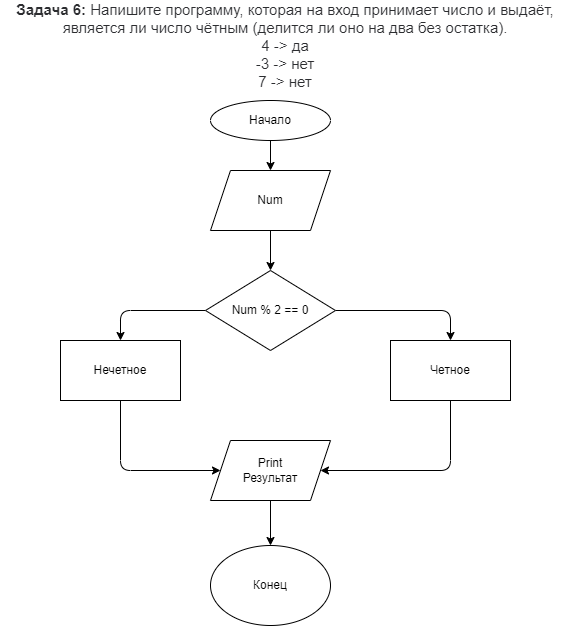 Задача 6: Напишите программу, которая на вход принимает число и выдаёт,
является ли число чётным (делится ли оно на два без остатка).
4 -> да
-3 -> нет
7 -> нет
Начало
Num
Num % 2 == 0
Нечетное
Четное
Print
Результат
Конец